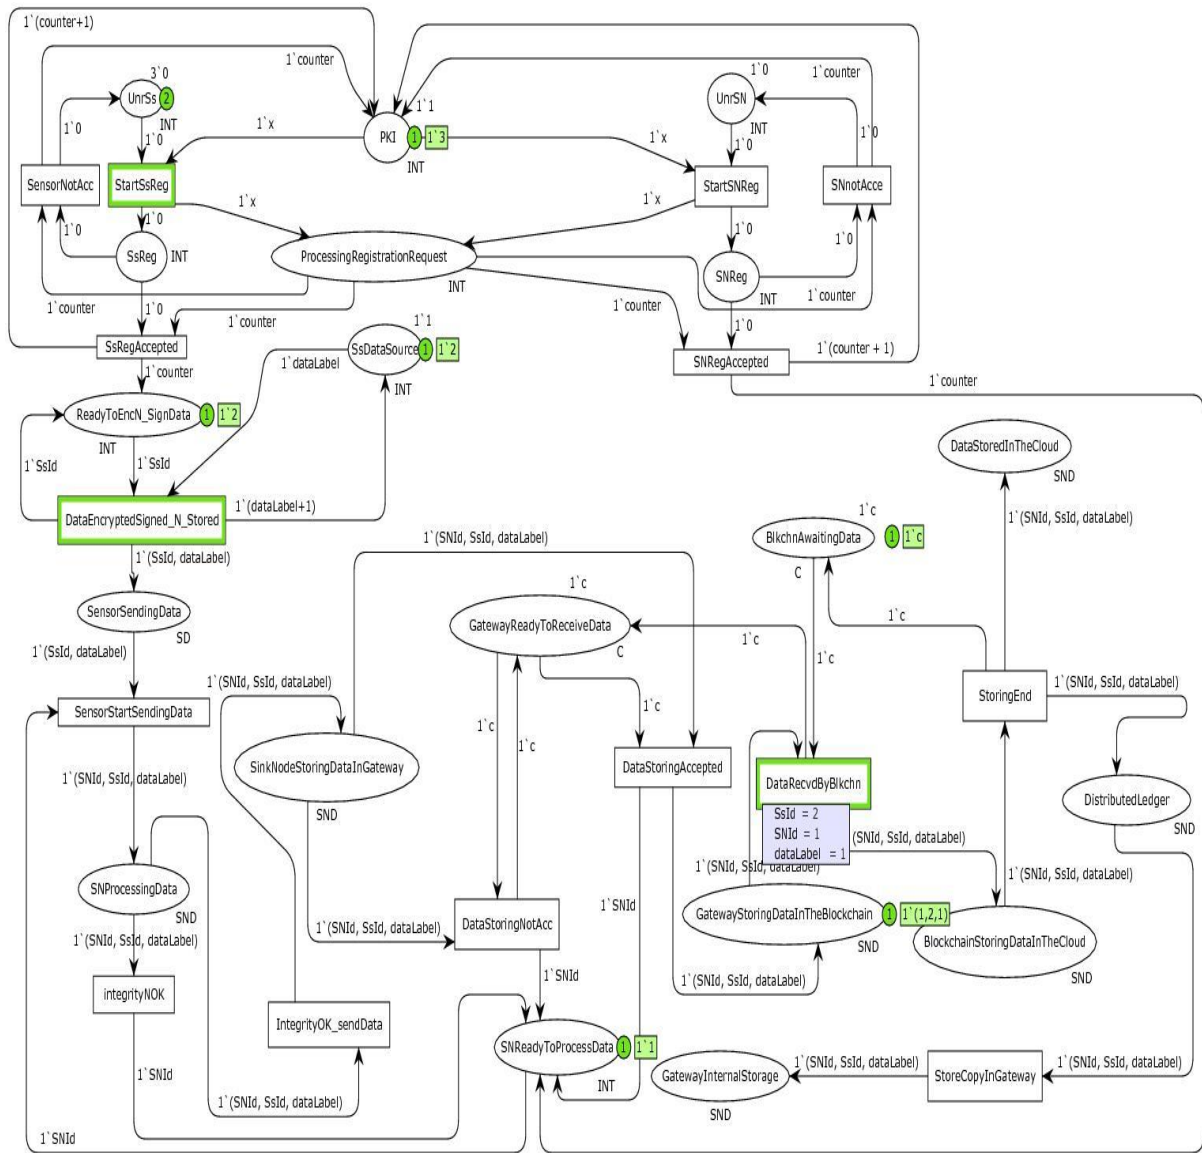 1`(counter+1)
1`counter
3`0
UnrSs
2
INT
1`0
1`0
1`1
PKI
1
1`3
INT
1`x
1`x
1`0
UnrSN
INT
1`0
1`counter
1`0
SensorNotAcc
StartSsReg
StartSNReg
SNnotAcce
1`x
1`x
1`0
1`0
1`0
1`0
SsReg
INT
ProcessingRegistrationRequest
INT
SNReg
INT
1`counter
1`0
1`counter
1`counter
1`0
1`counter
SsRegAccepted
SNRegAccepted
1`(counter + 1)
1`1
SsDataSource
1
1`2
INT
1`dataLabel
1`counter
1`counter
ReadyToEncN_SignData
1
1`2
INT
1`SsId
1`SsId
DataEncryptedSigned_N_Stored
1`(dataLabel+1)
DataStoredInTheCloud
SND
1`(SNId, SsId, dataLabel)
1`(SsId, dataLabel)
1`(SNId, SsId, dataLabel)
1`c
BlkchnAwaitingData
1
1`c
C
SensorSendingData
SD
1`c
GatewayReadyToReceiveData
C
1`c
1`c
1`c
1`(SsId, dataLabel)
1`(SNId, SsId, dataLabel)
SensorStartSendingData
StoringEnd
1`(SNId, SsId, dataLabel)
1`c
1`c
1`c
1`(SNId, SsId, dataLabel)
SinkNodeStoringDataInGateway
SND
DataStoringAccepted
DataRecvdByBlkchn
SsId = 2
SNId = 1
dataLabel = 1
(SNId, SsId, dataLabel)
DistributedLedger
SND
1`(SNId, SsId, dataLabel)
1`(SNId, SsId, dataLabel)
SNProcessingData
SND
1`SNId
GatewayStoringDataInTheBlockchain
1
1`(1,2,1)
SND
BlockchainStoringDataInTheCloud
SND
1`(SNId, SsId, dataLabel)
1`(SNId, SsId, dataLabel)
DataStoringNotAcc
1`SNId
1`(SNId, SsId, dataLabel)
integrityNOK
IntegrityOK_sendData
SNReadyToProcessData
1
1`1
INT
1`SNId
1`(SNId, SsId, dataLabel)
GatewayInternalStorage
SND
1`(SNId, SsId, dataLabel)
StoreCopyInGateway
1`(SNId, SsId, dataLabel)
1`SNId